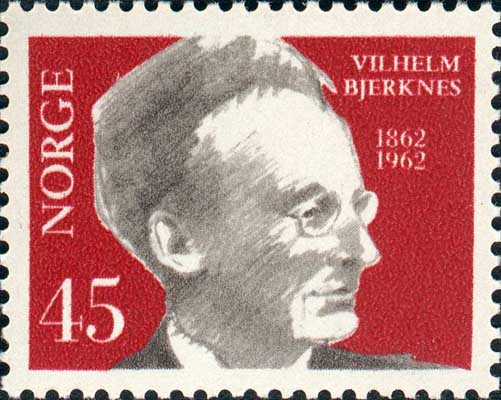 NORGE
45
VILHELM
BJERKNES
1862
1962